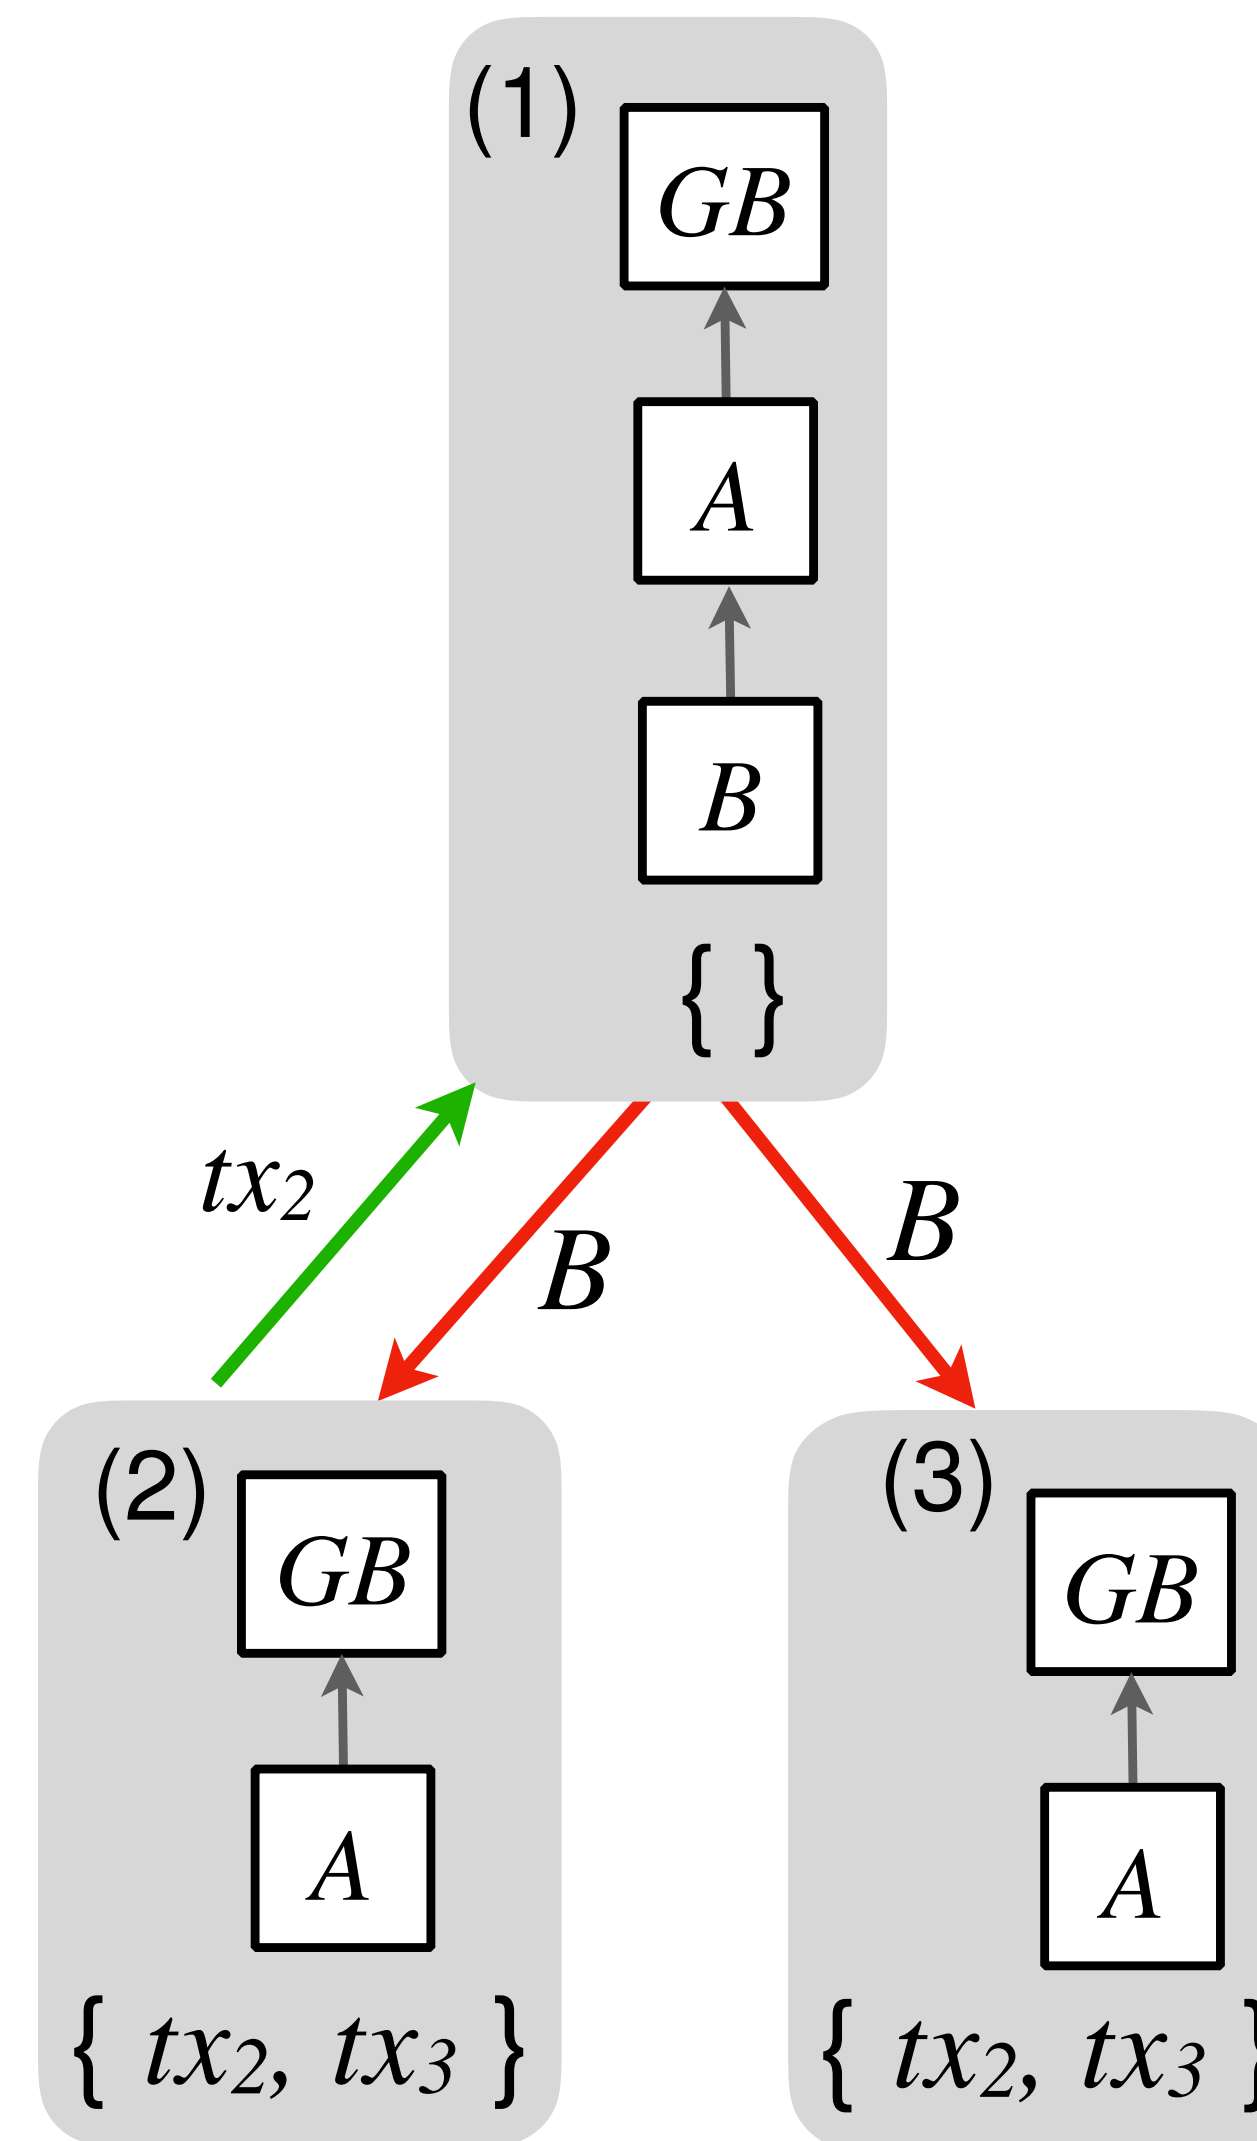 (1)
GB
A
B
{ }
tx2
B
B
(2)
GB
A
{ tx2, tx3 }
(3)
GB
A
{ tx2, tx3 }